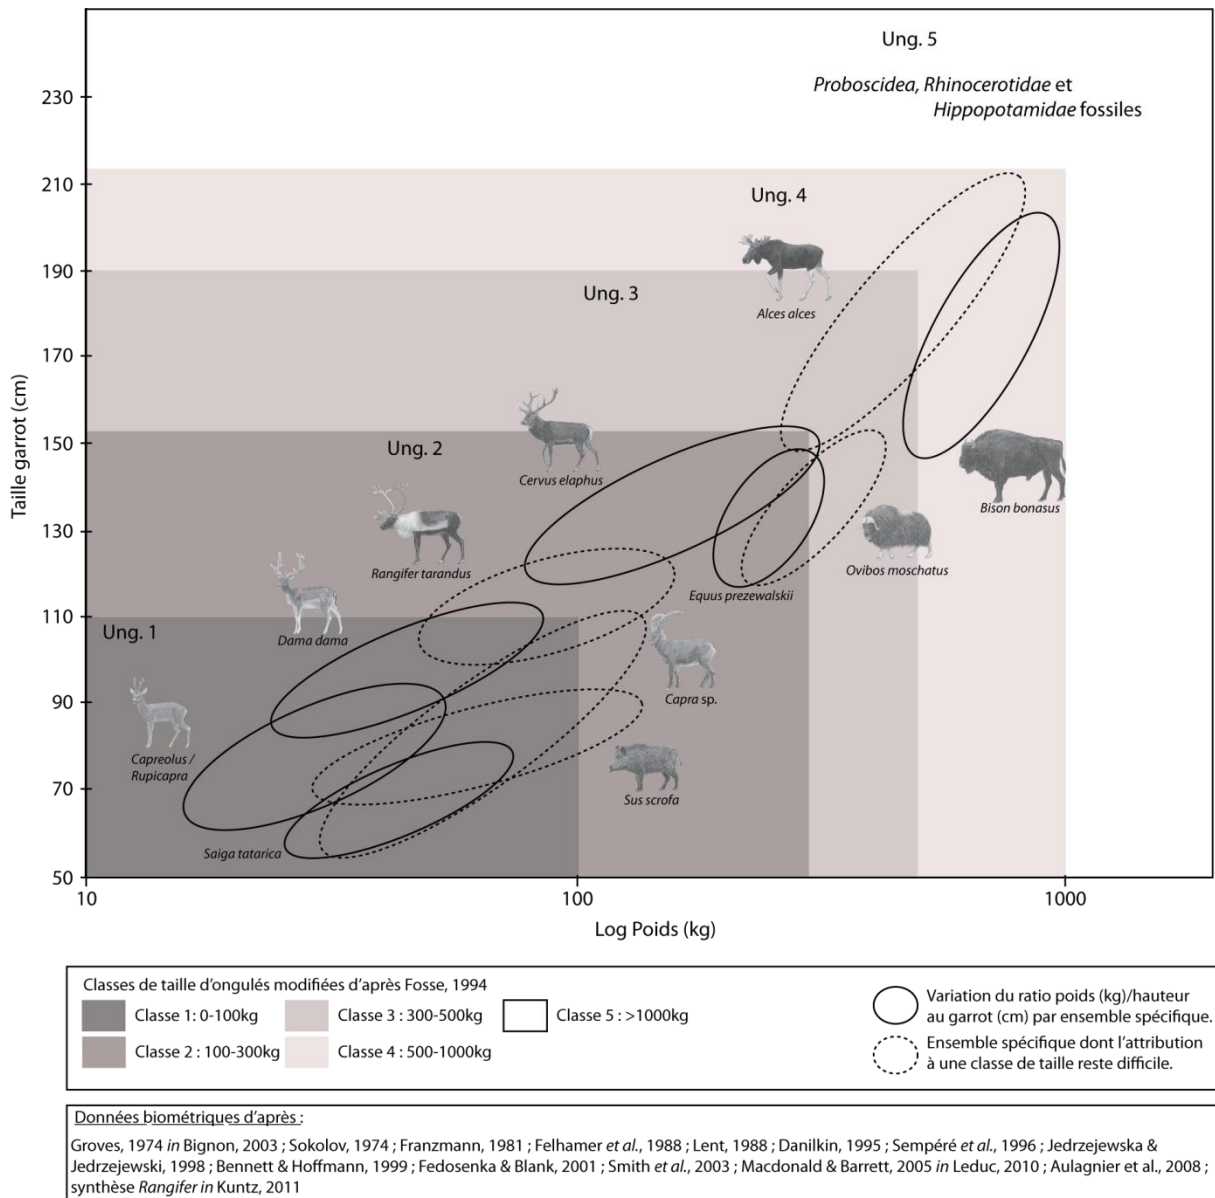 Ung. 5
Proboscidea, Rhinocerotidae et
Hippopotamidae fossiles
Taille garrot (cm)
230
210
190
170
150
130
110
90
70
50
Ung. 4
Alces alces
Ung. 3
Cervus elaphus
Ung. 2
Rangifer tarandus
Bison bonasus
Ovibos moschatus
Equus prezewalskii
Ung. 1
Dama dama
Capra sp.
Capreolus /
Rupicapra
Sus scrofa
Saiga tatarica
10
100
1000
Log Poids (kg)
Classes de taille d'ongulés modifiées d'après Fosse, 1994
Classe 1: 0-100kg
Classe 3 : 300-500kg
Classe 5 : >1000kg
Classe 2 : 100-300kg
Classe 4 : 500-1000kg
Variation du ratio poids (kg)/hauteur
au garrot (cm) par ensemble spécifique.
Ensemble spécifique dont l'attribution
à une classe de taille reste difficile.
Données biométriques d'après :
Groves, 1974 in Bignon, 2003 ; Sokolov, 1974 ; Franzmann, 1981 ; Felhamer et al., 1988 ; Lent, 1988 ; Danilkin, 1995 ; Sempéré et al., 1996 ; Jedrzejewska &
Jedrzejewski, 1998 ; Bennett & Hoffmann, 1999 ; Fedosenka & Blank, 2001 ; Smith et al., 2003 ; Macdonald & Barrett, 2005 in Leduc, 2010 ; Aulagnier et al., 2008 ;
synthèse Rangifer in Kuntz, 2011